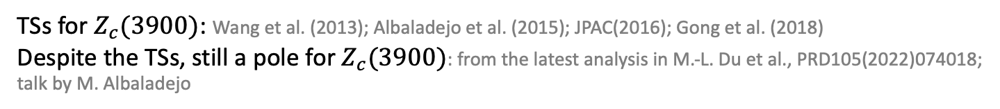 TSs for Z_c(3900): Wang et al. (2013); Albaladejo et al. (2015); JPAC(2016); Gong et al. (2018)
Despite the TSs, still a pole for Z_c(3900): from the latest analysis in M.-L. Du et al., PRD105(2022)074018;
talk by M. Albaladejo